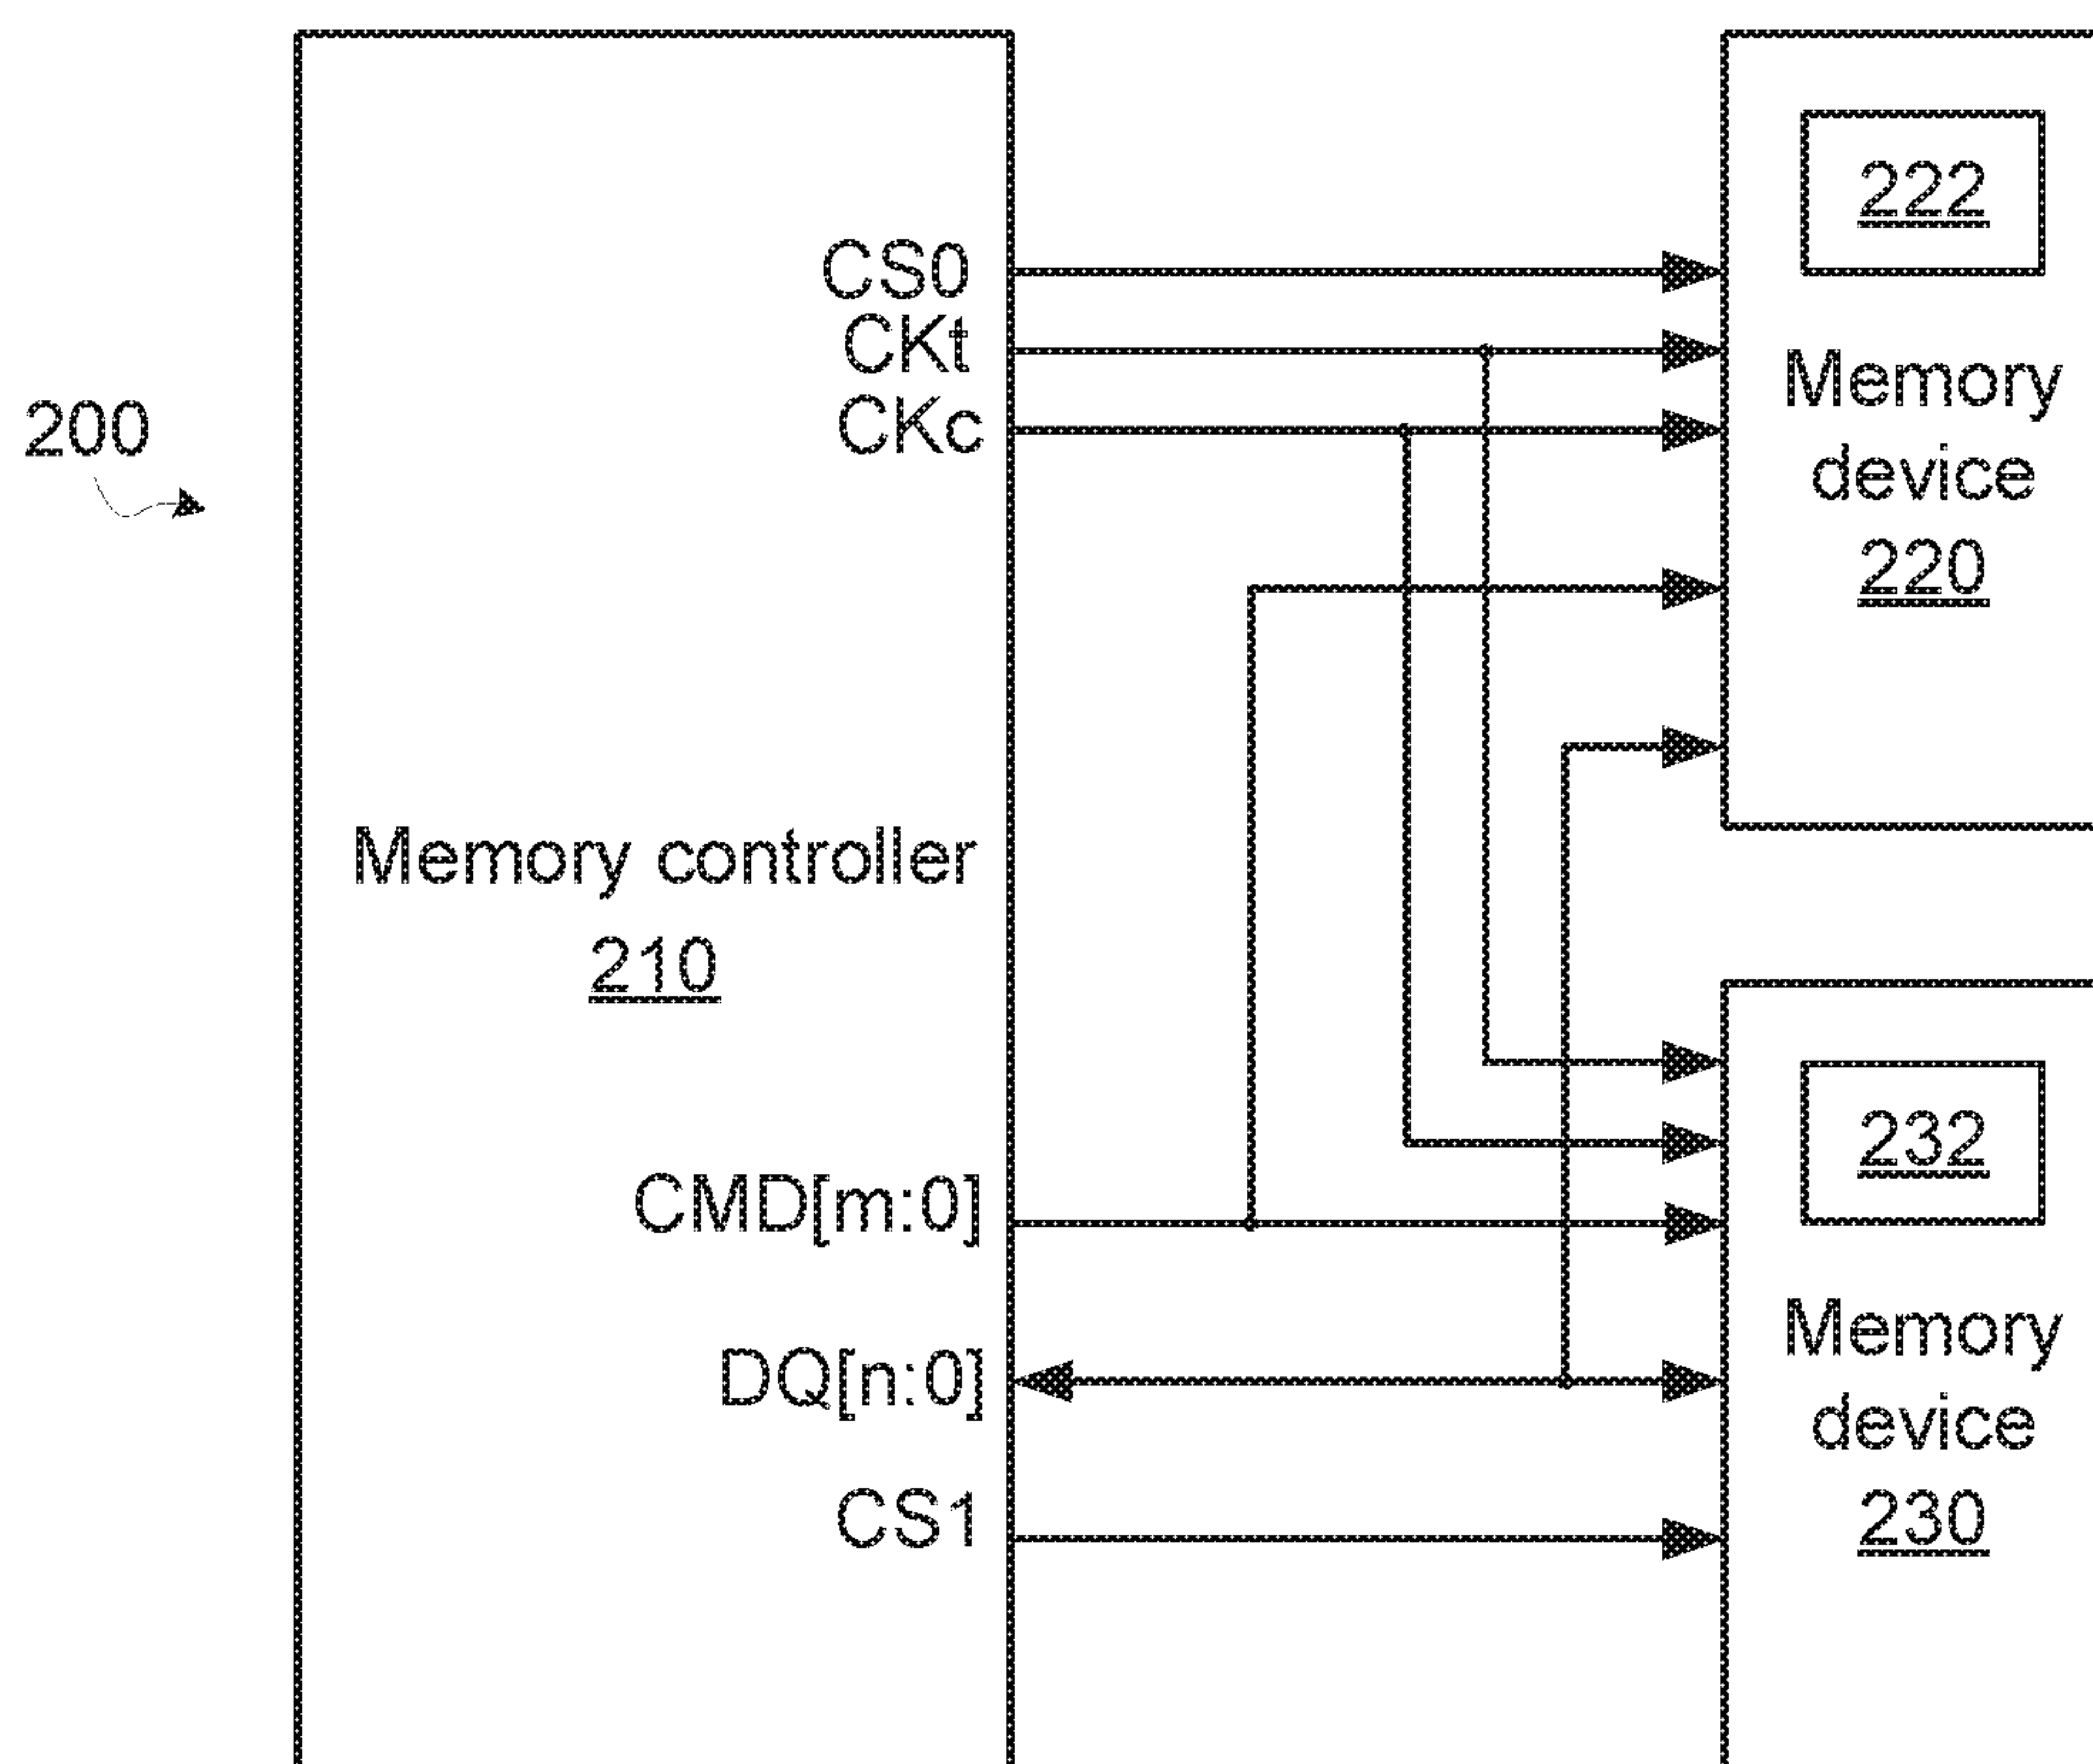 200
Memory controller
210
CS0
CKt
CKc
CMD[m:0]
DQ[n:0]
CS1
222
Memory
device
220
232
Memory
device
230